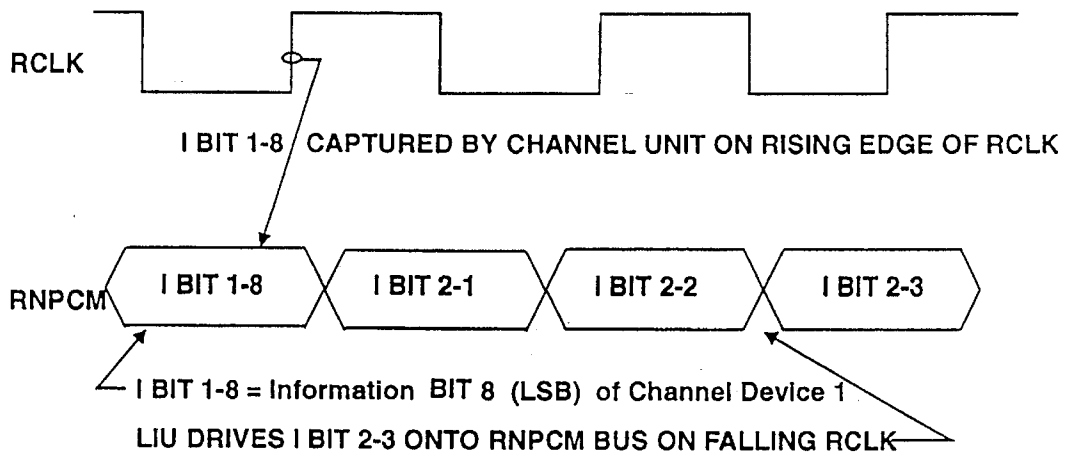 RCLK
I BIT 1-8 CAPTURED BY CHANNEL UNIT ON RISING EDGE OF RCLK
RNPCM
I BIT 1-8
I BIT 2-1
I BIT 2-2
I BIT 2-3
I BIT 1-8 = Information BIT 8 (LSB) of Channel Device 1
LIU DRIVES I BIT 2-3 ONTO RNPCM BUS ON FALLING RCLK